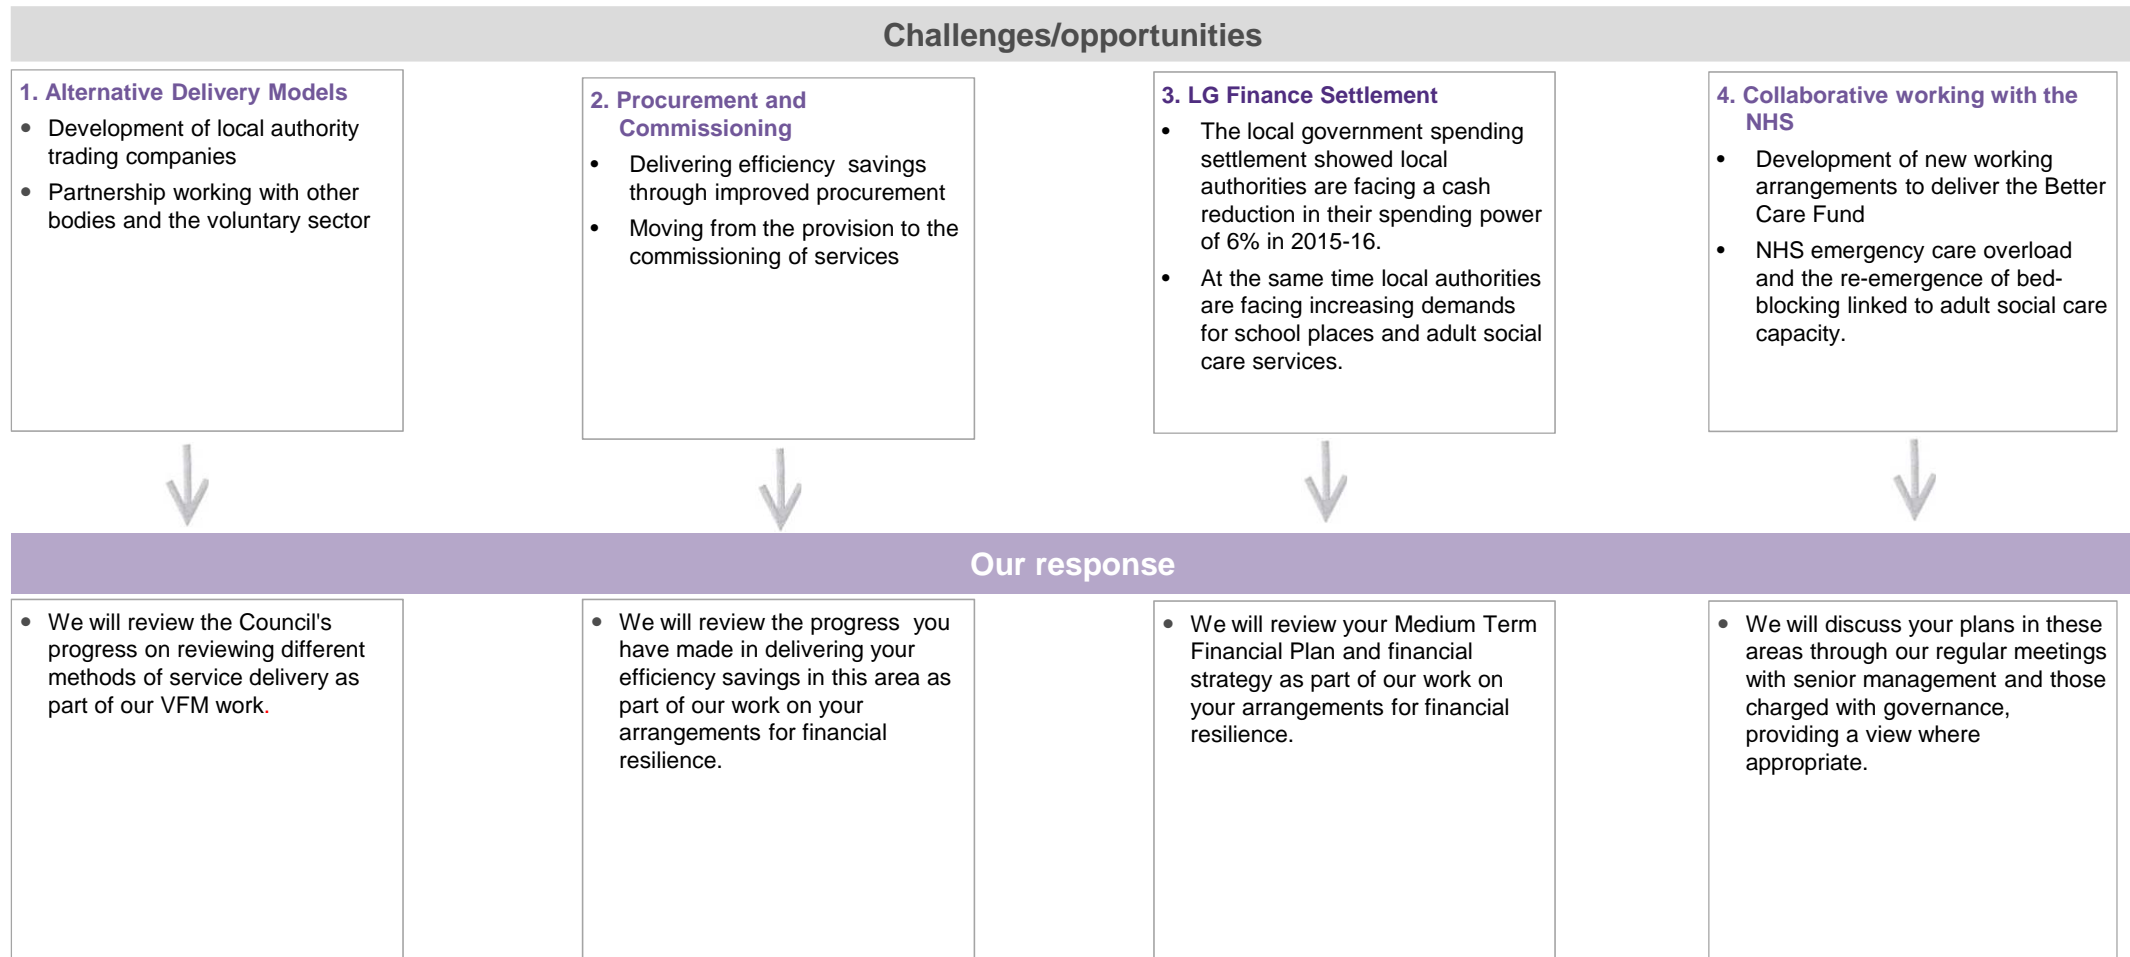 Challenges/opportunities
1. Alternative Delivery Models
• Development of local authority
trading companies
• Partnership working with other
bodies and the voluntary sector
2. Procurement and
Commissioning
• Delivering efficiency savings
through improved procurement
• Moving from the provision to the
commissioning of services
3. LG Finance Settlement
• The local government spending
settlement showed local
authorities are facing a cash
reduction in their spending power
of 6% in 2015-16.
• At the same time local authorities
are facing increasing demands
for school places and adult social
care services.
4. Collaborative working with the
NHS
• Development of new working
arrangements to deliver the Better
Care Fund
• NHS emergency care overload
and the re-emergence of bed-
blocking linked to adult social care
capacity.
Our response
• We will review the Council's
progress on reviewing different
methods of service delivery as
part of our VFM work.
• We will review the progress you
have made in delivering your
efficiency savings in this area as
part of our work on your
arrangements for financial
resilience.
• We will review your Medium Term
Financial Plan and financial
strategy as part of our work on
your arrangements for financial
resilience.
• We will discuss your plans in these
areas through our regular meetings
with senior management and those
charged with governance,
providing a view where
appropriate.